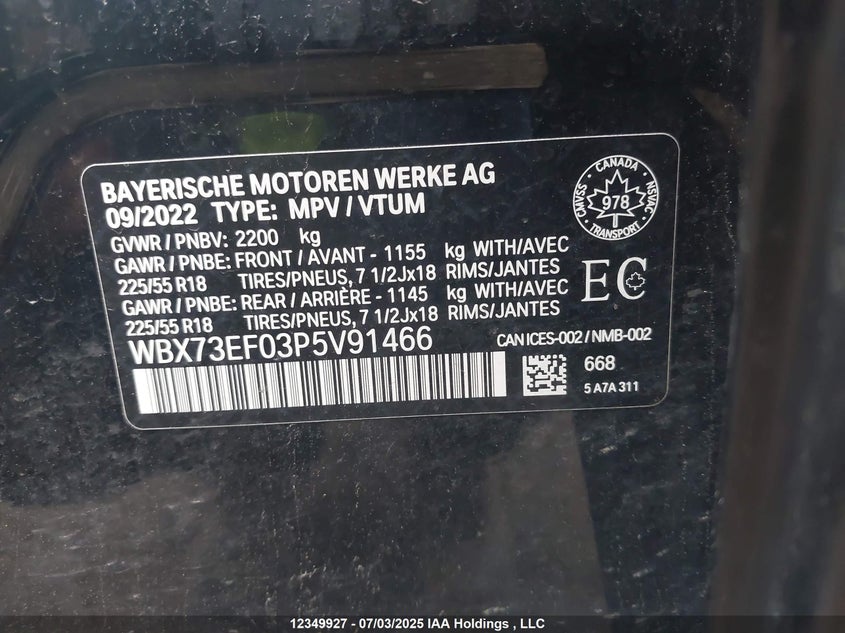 BAYERISCHE MOTOREN WERKE AG
09/2022 TYPE: MPV / VTUM
GVWR / PNBV: 2200 kg
GAWR / PNBE: FRONT / AVANT - 1155 kg WITH/AVEC
225/55 R18 TIRES/PNEUS, 7 1/2Jx18 RIMS/JANTES
GAWR / PNBE: REAR / ARRIÈRE - 1145 kg WITH/AVEC
225/55 R18 TIRES/PNEUS, 7 1/2Jx18 RIMS/JANTES
WBX73EF03P5V91466
CANADA
CMVSS 978 NSVAC
TRANSPORT
EC
CAN ICES-002 / NMB-002
668
5 A7A 311
12349927 - 07/03/2025 IAA Holdings , LLC